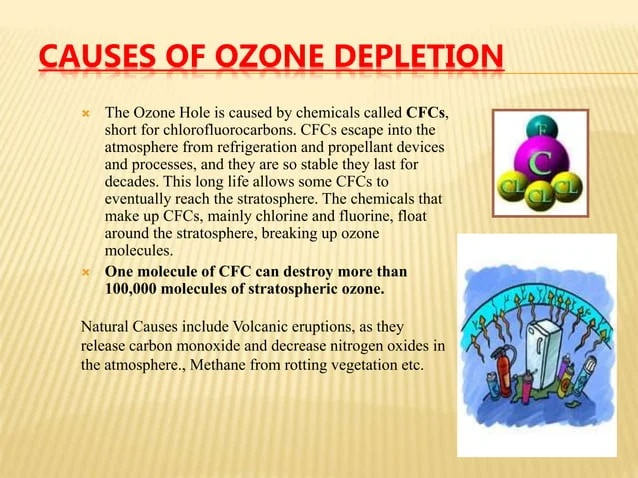 CAUSES OF OZONE DEPLETION
The Ozone Hole is caused by chemicals called CFCs,
short for chlorofluorocarbons. CFCs escape into the
atmosphere from refrigeration and propellant devices
and processes, and they are so stable they last for
decades. This long life allows some CFCs to
eventually reach the stratosphere. The chemicals that
make up CFCs, mainly chlorine and fluorine, float
around the stratosphere, breaking up ozone
molecules.
One molecule of CFC can destroy more than
100,000 molecules of stratospheric ozone.
Natural Causes include Volcanic eruptions, as they
release carbon monoxide and decrease nitrogen oxides in
the atmosphere., Methane from rotting vegetation etc.
F
C
CL CL CL